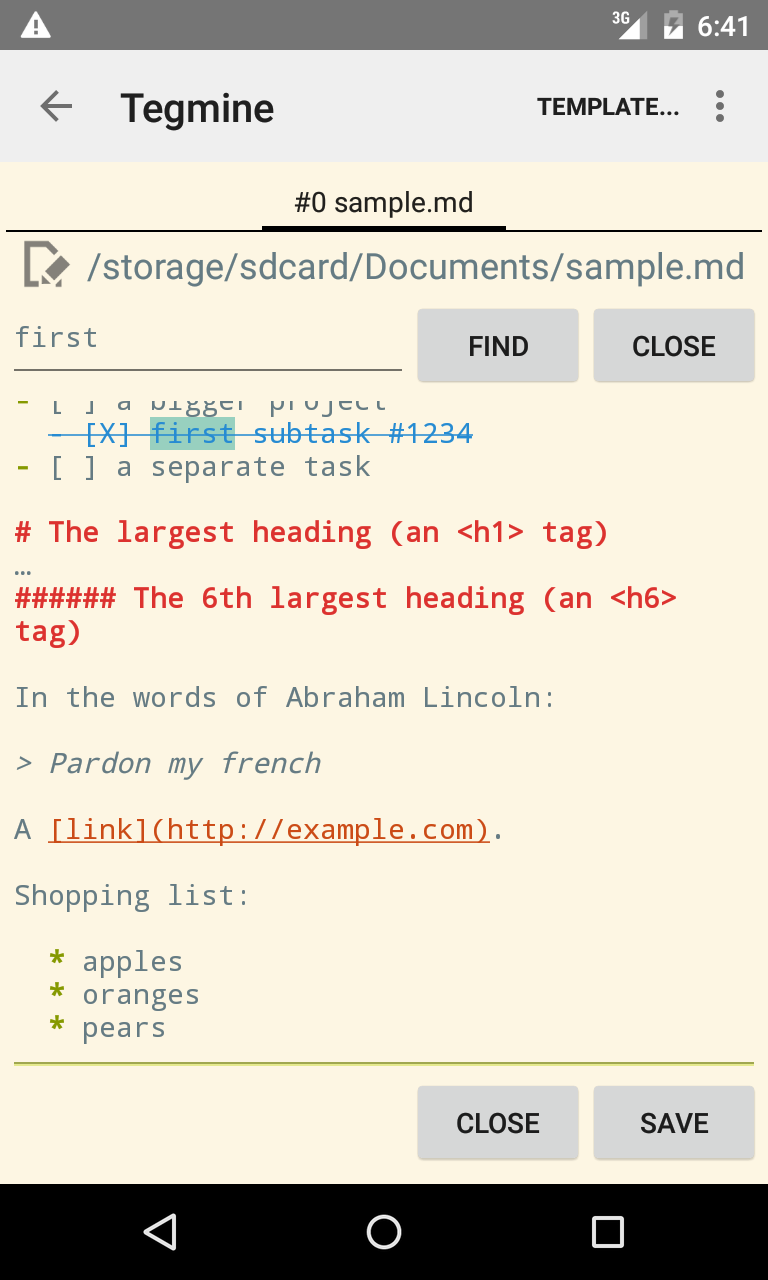 3G 6:41
Tegmine TEMPLATE...
#0 sample.md
/storage/sdcard/Documents/sample.md
first FIND CLOSE
- [ ] a bigger project
- [X] first subtask #1234
- [ ] a separate task
# The largest heading (an <h1> tag)
…
###### The 6th largest heading (an <h6>
tag)
In the words of Abraham Lincoln:
> Pardon my french
A [link](http://example.com).
Shopping list:
* apples
* oranges
* pears
CLOSE SAVE